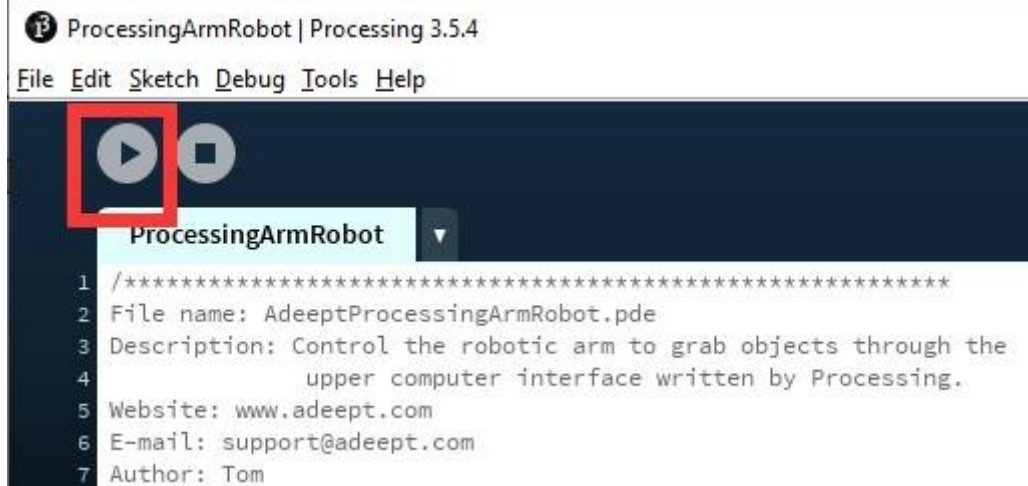 ProcessingArmRobot | Processing 3.5.4
File Edit Sketch Debug Tools Help
ProcessingArmRobot ▼
1 /***********************************************************
2 File name: AdeeptProcessingArmRobot.pde
3 Description: Control the robotic arm to grab objects through the
4 upper computer interface written by Processing.
5 Website: www.adeept.com
6 E-mail: support@adeept.com
7 Author: Tom